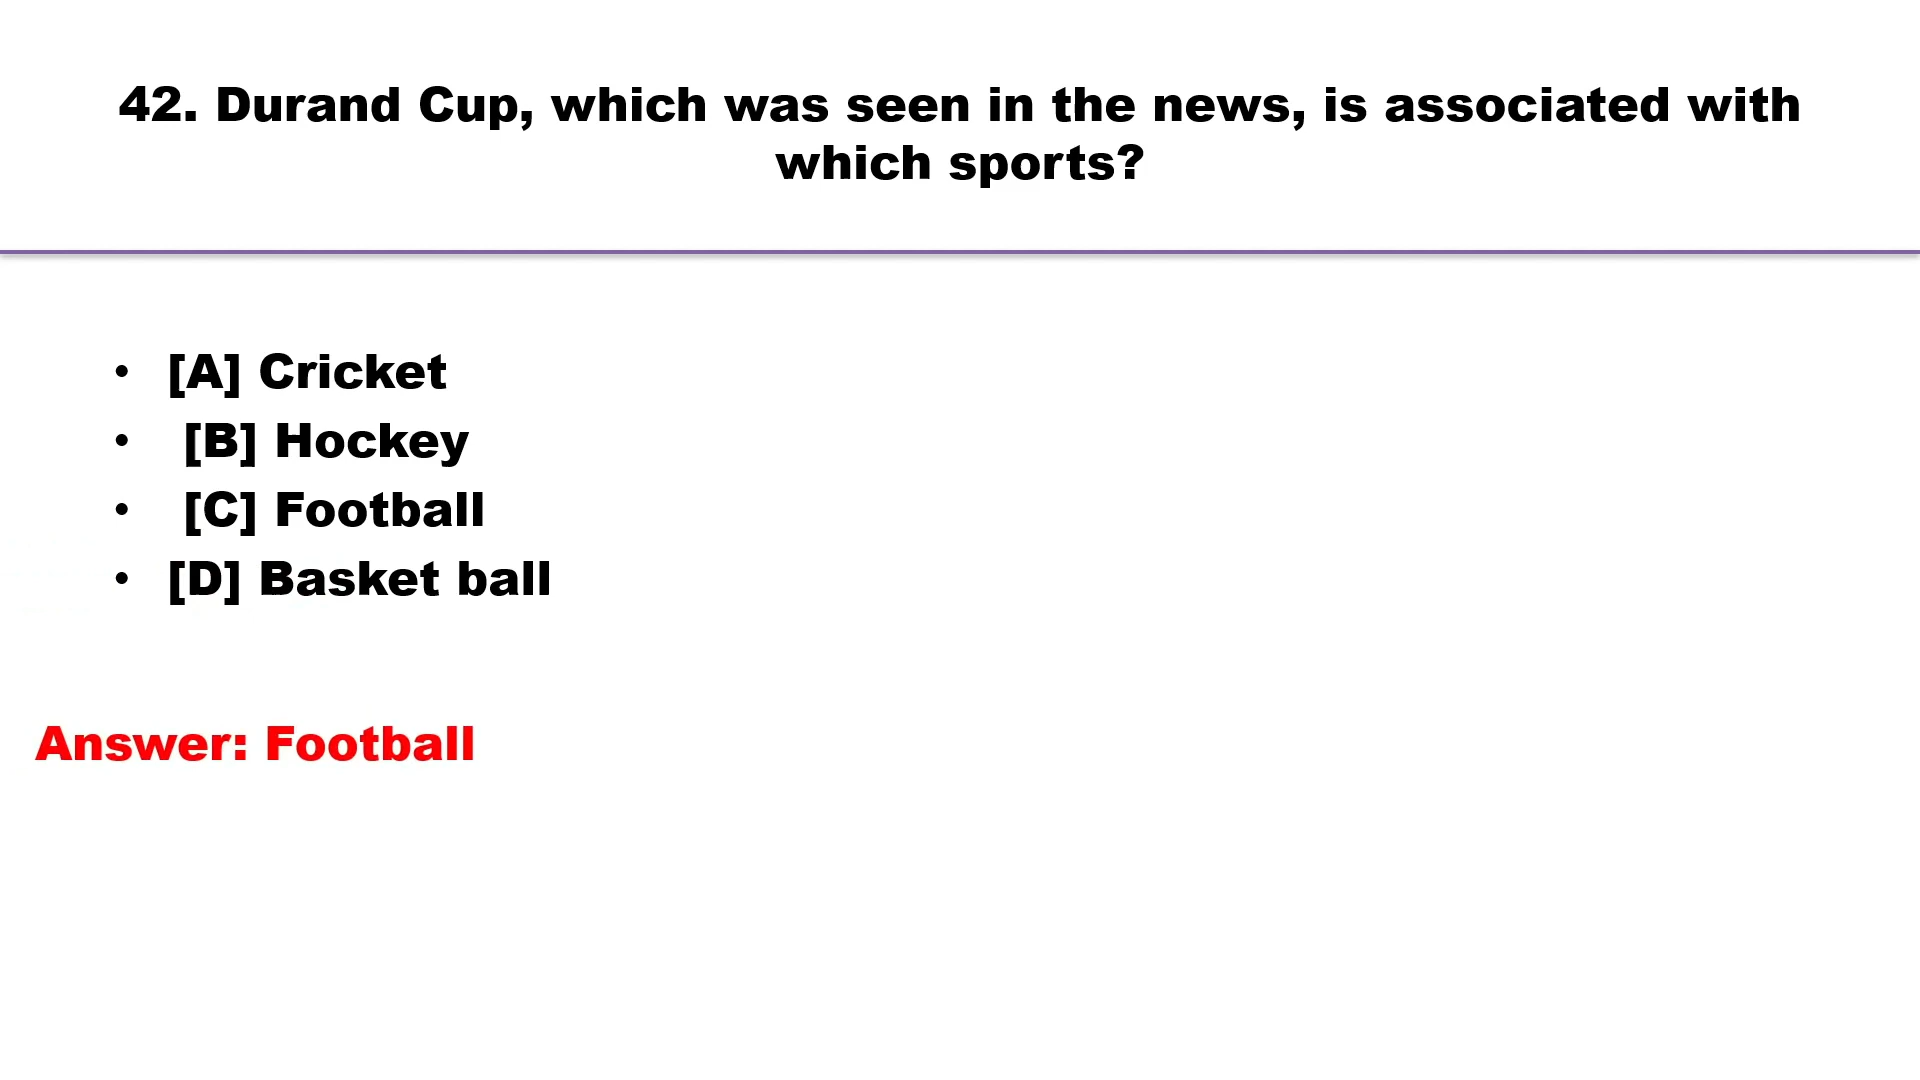 42. Durand Cup, which was seen in the news, is associated with
which sports?
• [A] Cricket
• [B] Hockey
• [C] Football
• [D] Basket ball
Answer: Football